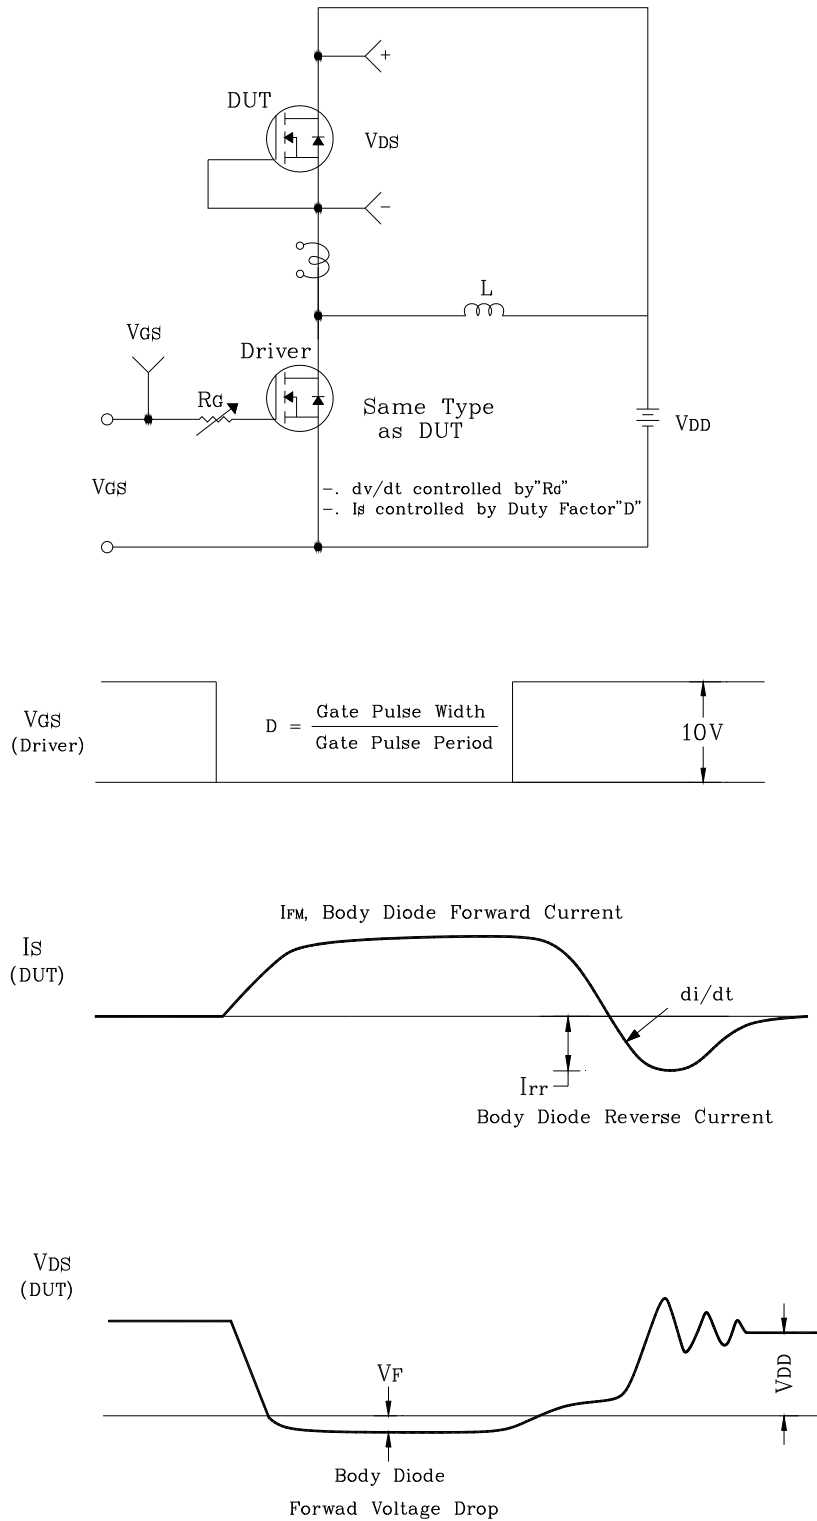 +
DUT
VDS
−
L
VGS
Driver
RG
Same Type
as DUT
VDD
VGS
−. dv/dt controlled by"RG"
−. Is controlled by Duty Factor"D"
VGS
(Driver)
D = Gate Pulse Width
Gate Pulse Period
10V
IFM, Body Diode Forward Current
IS
(DUT)
di/dt
Irr
Body Diode Reverse Current
VDS
(DUT)
VF
VDD
Body Diode
Forwad Voltage Drop